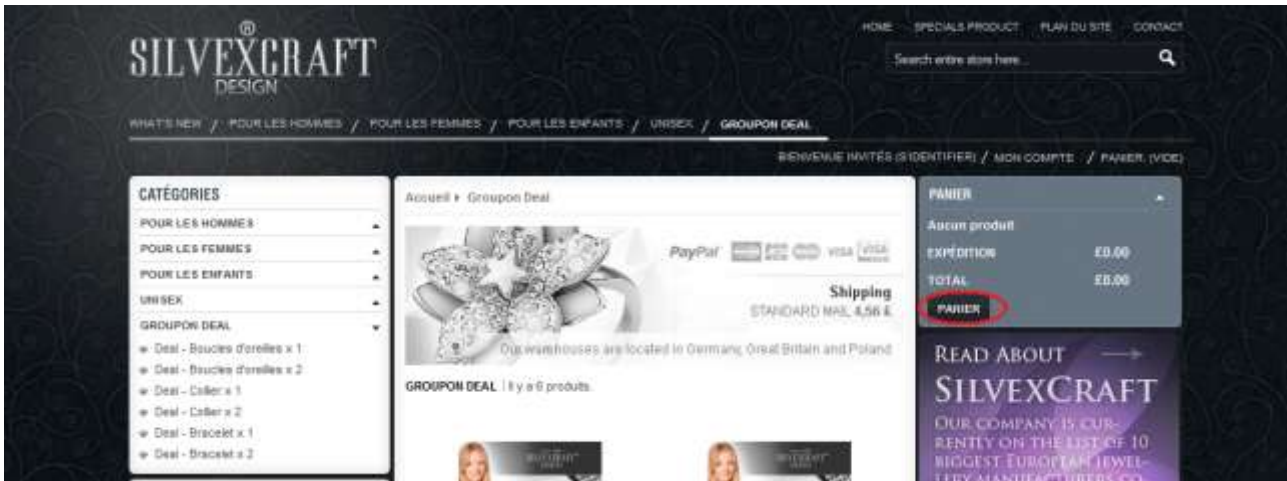 HOME SPECIALS PRODUCT PLAN DU SITE CONTACT
SILVEXCRAFT ®
DESIGN
Search entire store here...
WHAT'S NEW / POUR LES HOMMES / POUR LES FEMMES / POUR LES ENFANTS / UNISEX / GROUPON DEAL
BIENVENUE INVITÉS (S'IDENTIFIER) / MON COMPTE / PANIER: (VIDE)
CATÉGORIES
POUR LES HOMMES
POUR LES FEMMES
POUR LES ENFANTS
UNISEX
GROUPON DEAL
Deal - Boucles d'oreilles x 1
Deal - Boucles d'oreilles x 2
Deal - Collier x 1
Deal - Collier x 2
Deal - Bracelet x 1
Deal - Bracelet x 2
Accueil Groupon Deal
PayPal VISA VISA
Shipping
STANDARD MAIL 4,56 £
Our warehouses are located in Germany, Great Britain and Poland
GROUPON DEAL | Il y a 6 produits.
PANIER
Aucun produit
EXPÉDITION £0.00
TOTAL £0.00
PANIER
READ ABOUT
SILVEXCRAFT
OUR COMPANY IS CUR-
RENTLY ON THE LIST OF 10
BIGGEST EUROPEAN JEWEL-
LERY MANUFACTURERS CO-